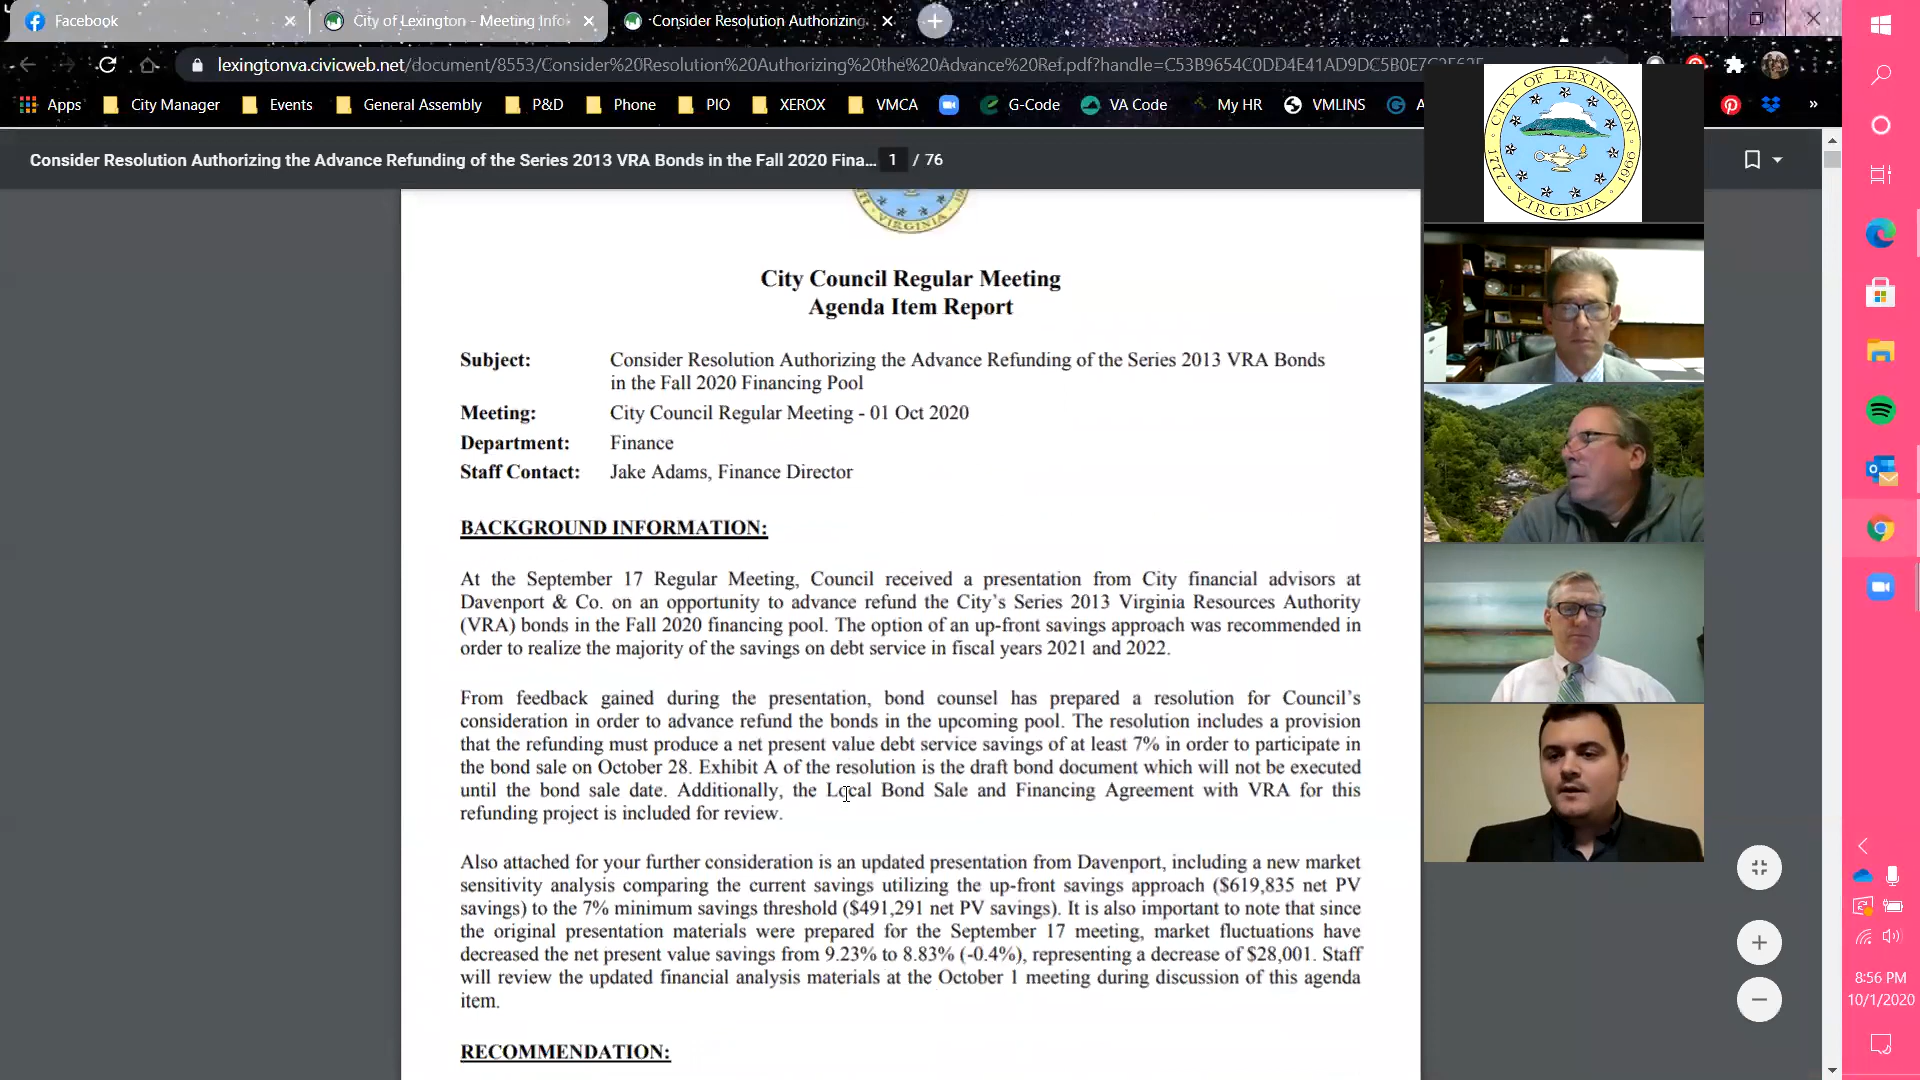 Facebook
City of Lexington - Meeting Info
Consider Resolution Authorizing
lexingtonva.civicweb.net/document/8553/Consider%20Resolution%20Authorizing%20the%20Advance%20Ref.pdf?handle=C53B9654C0DD4E41AD9DC5B0E7C2F62F
Apps City Manager Events General Assembly P&D Phone PIO XEROX VMCA G-Code VA Code My HR VMLINS »
Consider Resolution Authorizing the Advance Refunding of the Series 2013 VRA Bonds in the Fall 2020 Fina... 1 / 76
CITY OF LEXINGTON
1777 1966
VIRGINIA
VIRGINIA
City Council Regular Meeting
Agenda Item Report
Subject: Consider Resolution Authorizing the Advance Refunding of the Series 2013 VRA Bonds
in the Fall 2020 Financing Pool
Meeting: City Council Regular Meeting - 01 Oct 2020
Department: Finance
Staff Contact: Jake Adams, Finance Director
BACKGROUND INFORMATION:
At the September 17 Regular Meeting, Council received a presentation from City financial advisors at
Davenport & Co. on an opportunity to advance refund the City's Series 2013 Virginia Resources Authority
(VRA) bonds in the Fall 2020 financing pool. The option of an up-front savings approach was recommended in
order to realize the majority of the savings on debt service in fiscal years 2021 and 2022.
From feedback gained during the presentation, bond counsel has prepared a resolution for Council's
consideration in order to advance refund the bonds in the upcoming pool. The resolution includes a provision
that the refunding must produce a net present value debt service savings of at least 7% in order to participate in
the bond sale on October 28. Exhibit A of the resolution is the draft bond document which will not be executed
until the bond sale date. Additionally, the Local Bond Sale and Financing Agreement with VRA for this
refunding project is included for review.
Also attached for your further consideration is an updated presentation from Davenport, including a new market
sensitivity analysis comparing the current savings utilizing the up-front savings approach ($619,835 net PV
savings) to the 7% minimum savings threshold ($491,291 net PV savings). It is also important to note that since
the original presentation materials were prepared for the September 17 meeting, market fluctuations have
decreased the net present value savings from 9.23% to 8.83% (-0.4%), representing a decrease of $28,001. Staff
will review the updated financial analysis materials at the October 1 meeting during discussion of this agenda
item.
RECOMMENDATION:
8:56 PM
10/1/2020